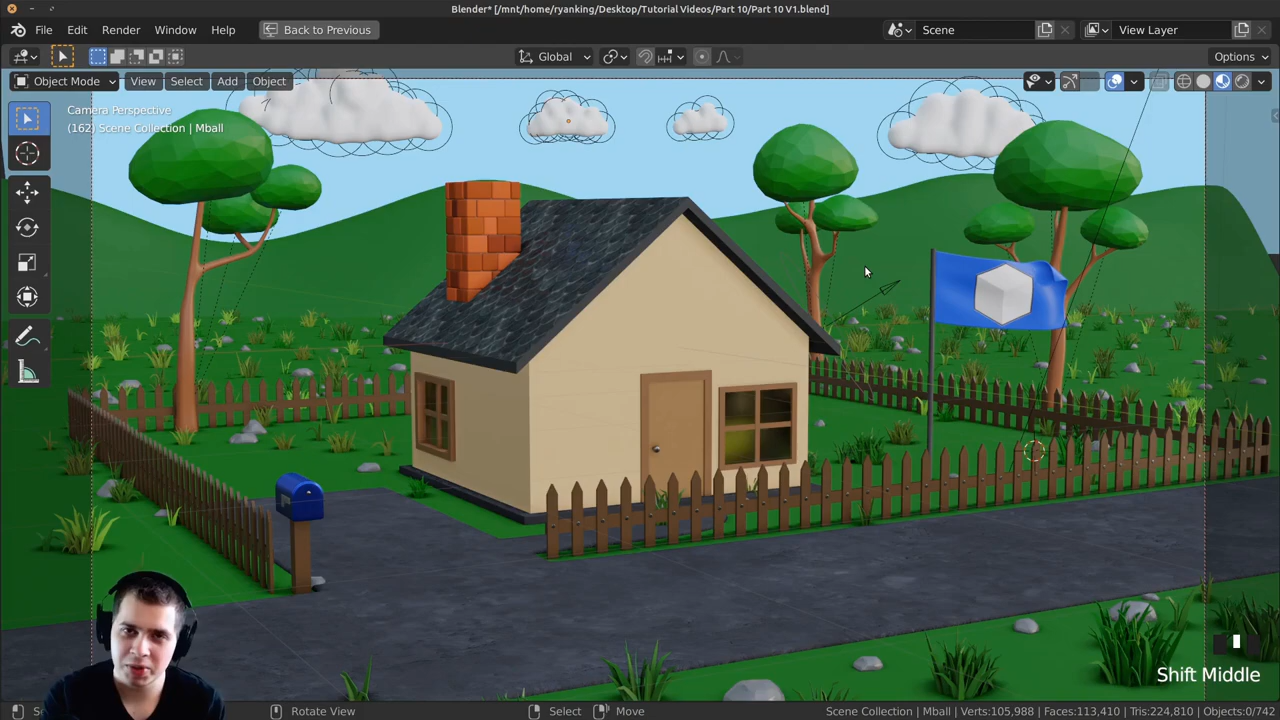 Blender* [/mnt/home/ryanking/Desktop/Tutorial Videos/Part 10/Part 10 V1.blend]
File Edit Render Window Help Back to Previous Scene View Layer
Global Options
Object Mode View Select Add Object
Camera Perspective
(162) Scene Collection | Mball
Shift Middle
Rotate View Select Move Scene Collection | Mball | Verts:105,988 | Faces:113,410 | Tris:224,810 | Objects:0/742